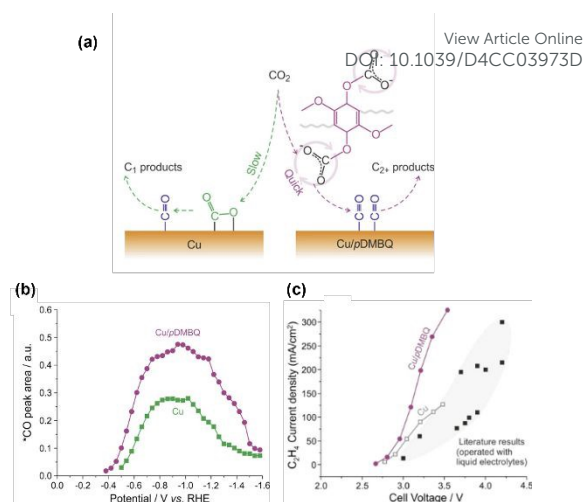 View Article Online
DOI: 10.1039/D4CC03973D
(a)
CO2
O
C
O-
O
O
O
O
-O
C
O
C1 products
Slow
Quick
C2+ products
O
C
O
C
O
O
C
O
C
Cu
Cu/pDMBQ
(b)
0.6
0.5
0.4
0.3
0.2
0.1
0.0
*CO peak area / a.u.
Cu/pDMBQ
Cu
-0.0
-0.2
-0.4
-0.6
-0.8
-1.0
-1.2
-1.4
-1.6
Potential / V vs. RHE
(c)
300
250
200
150
100
50
0
C2H4 Current density (mA/cm2)
Cu/pDMBQ
Cu
Literature results
(operated with
liquid electrolytes)
2.0
2.5
3.0
3.5
4.0
4.5
Cell Voltage / V